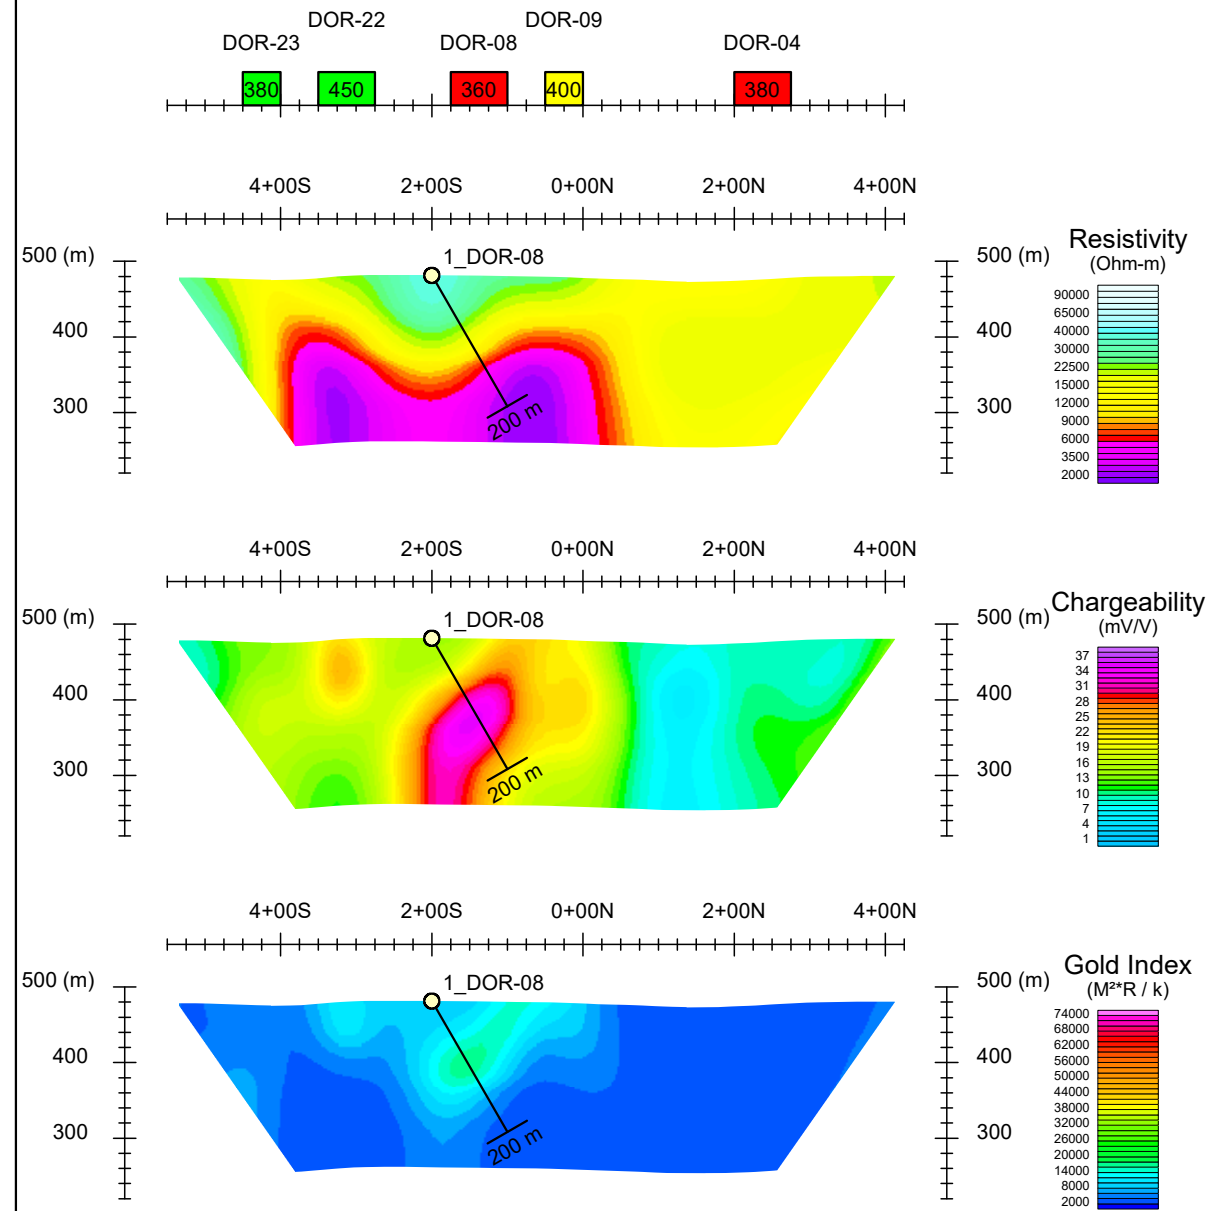 DOR-22 DOR-09
DOR-23 DOR-08 DOR-04
380 450 360 400 380
4+00S 2+00S 0+00N 2+00N 4+00N
500 (m) 1_DOR-08 500 (m)
400 400
300 300
200 m
Resistivity
(Ohm-m)
90000
65000
40000
30000
22500
15000
12000
9000
6000
3500
2000
4+00S 2+00S 0+00N 2+00N 4+00N
500 (m) 1_DOR-08 500 (m)
400 400
300 300
200 m
Chargeability
(mV/V)
37
34
31
28
25
22
19
16
13
10
7
4
1
4+00S 2+00S 0+00N 2+00N 4+00N
500 (m) 1_DOR-08 500 (m)
400 400
300 300
200 m
Gold Index
(M²*R / k)
74000
68000
62000
56000
50000
44000
38000
32000
26000
20000
14000
8000
2000